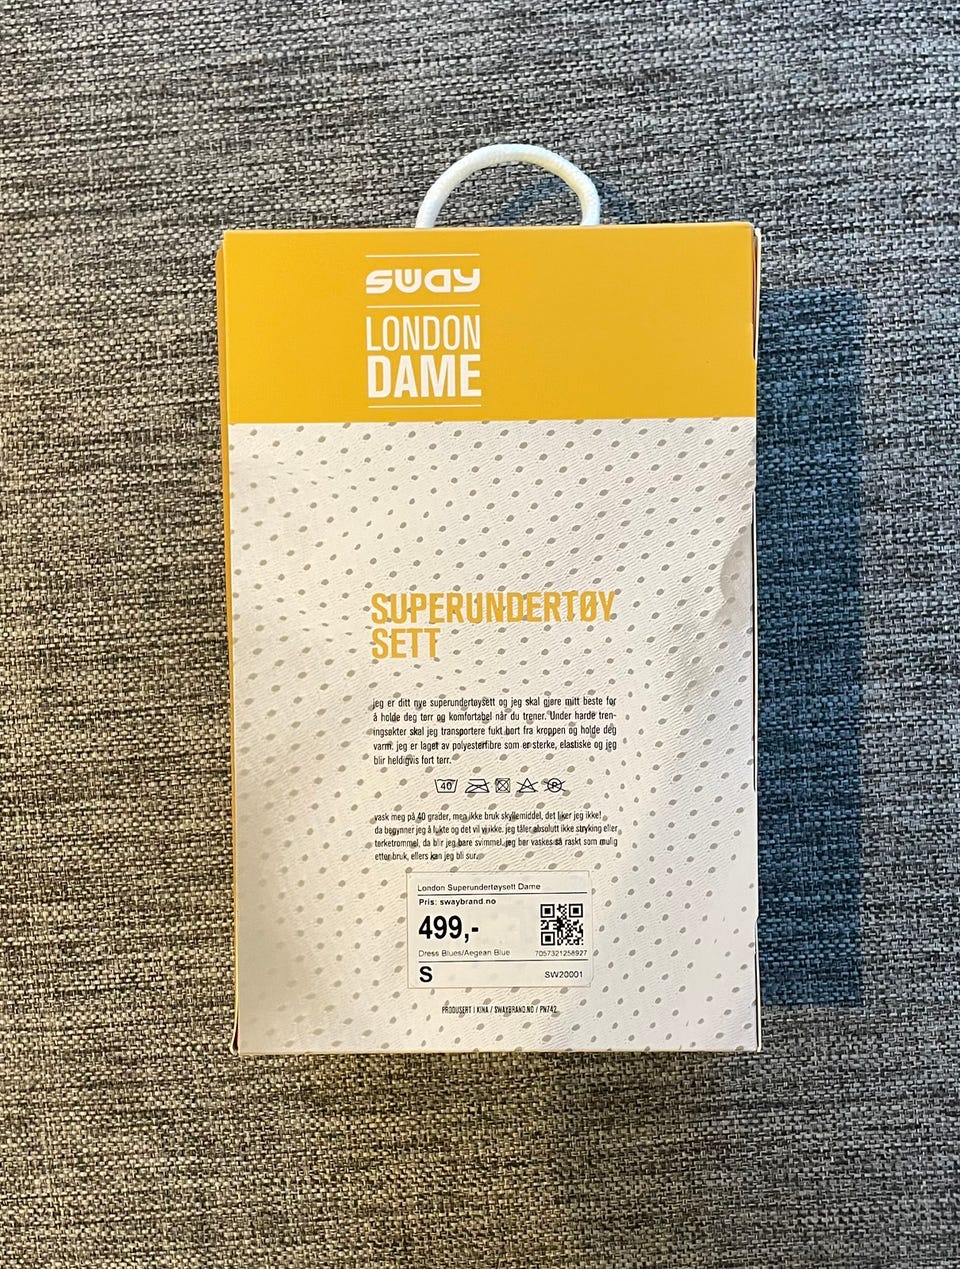 sway
LONDON
DAME
SUPERUNDERTØY
SETT
jeg er ditt nye superundertøysett og jeg skal gjøre mitt beste for
å holde deg tørr og komfortabel når du trener. Under harde tren-
ingsøkter skal jeg transportere fukt bort fra kroppen og holde deg
varm. jeg er laget av polyesterfibre som er sterke, elastiske og jeg
blir heldigvis fort tørr.
40
vask meg på 40 grader, men ikke bruk skyllemiddel, det liker jeg ikke!
da begynner jeg å lukte og det vil vi ikke. jeg tåler absolutt ikke stryking eller
tørketrommel, da blir jeg bare svimmel. jeg bør vaskes så raskt som mulig
etter bruk, ellers kan jeg bli sur.
London Superundertøysett Dame
Pris: swaybrand.no
499,-
Dress Blues/Aegean Blue 7057321258927
S SW20001
PRODUSERT I KINA / SWAYBRAND.NO / PN742